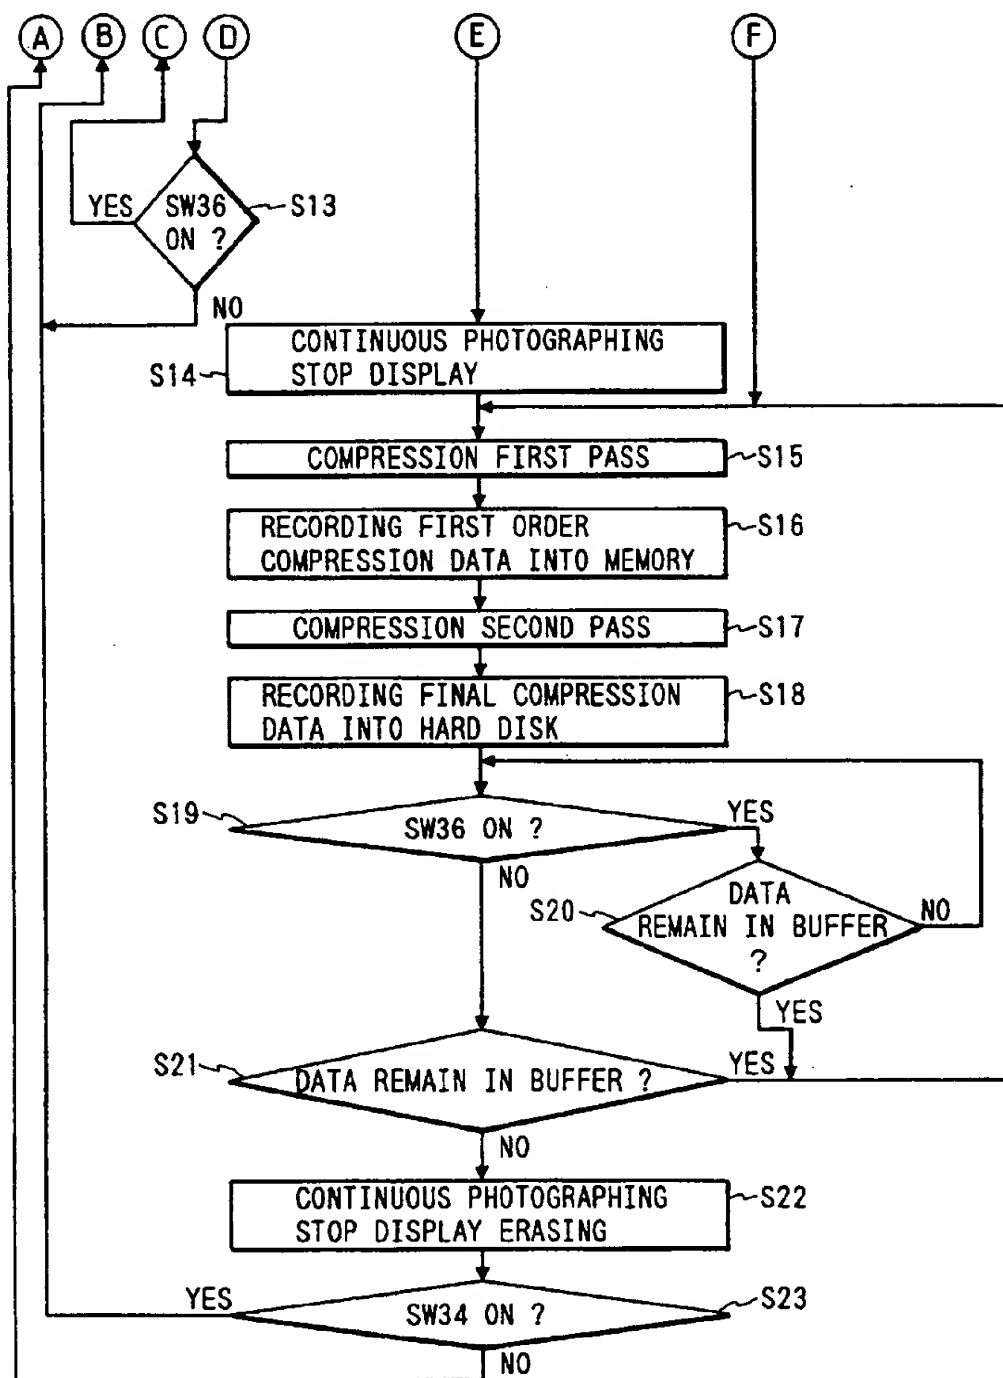 A B C D E F
YES
SW36
ON ?
S13
NO
CONTINUOUS PHOTOGRAPHING
STOP DISPLAY
S14
COMPRESSION FIRST PASS
S15
RECORDING FIRST ORDER
COMPRESSION DATA INTO MEMORY
S16
COMPRESSION SECOND PASS
S17
RECORDING FINAL COMPRESSION
DATA INTO HARD DISK
S18
S19
SW36 ON ?
YES
NO
S20
DATA
REMAIN IN BUFFER
?
NO
YES
S21
DATA REMAIN IN BUFFER ?
YES
NO
CONTINUOUS PHOTOGRAPHING
STOP DISPLAY ERASING
S22
YES
SW34 ON ?
S23
NO